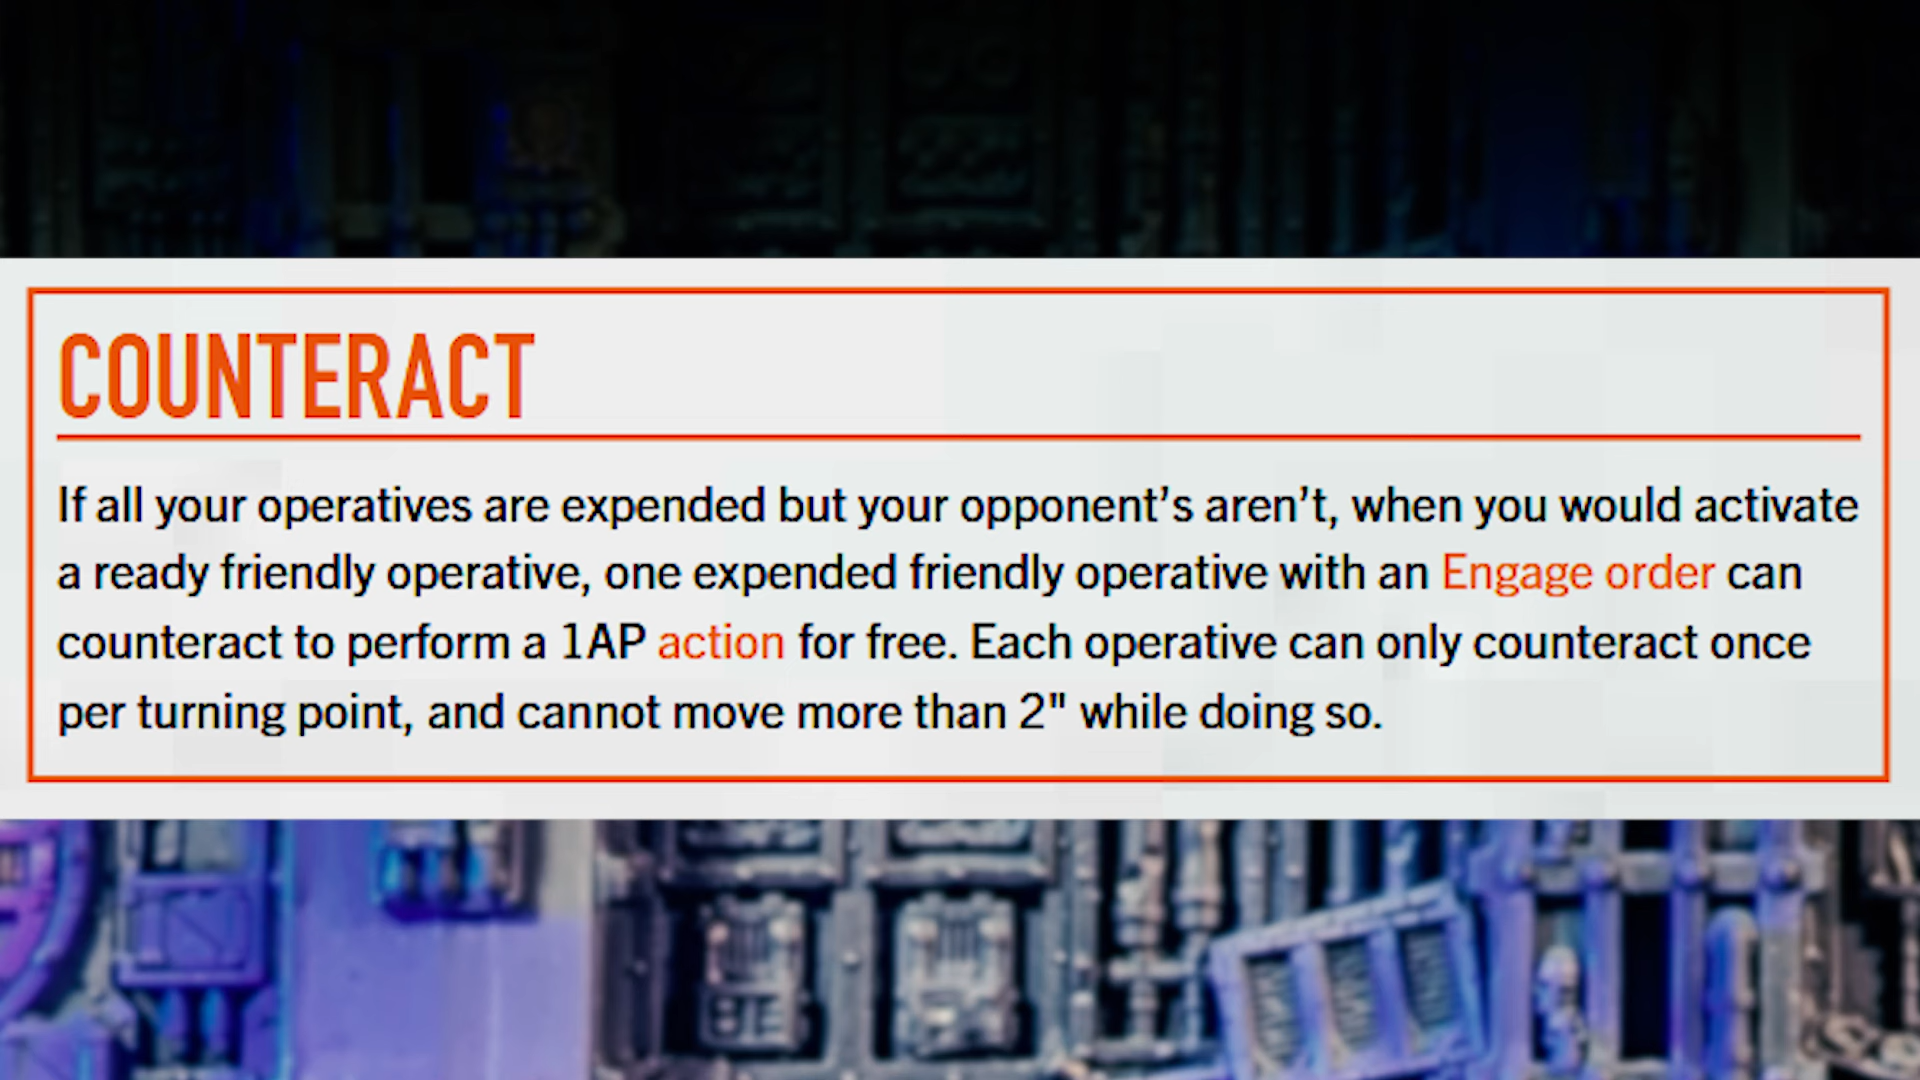 COUNTERACT
If all your operatives are expended but your opponent’s aren’t, when you would activate
a ready friendly operative, one expended friendly operative with an Engage order can
counteract to perform a 1AP action for free. Each operative can only counteract once
per turning point, and cannot move more than 2" while doing so.